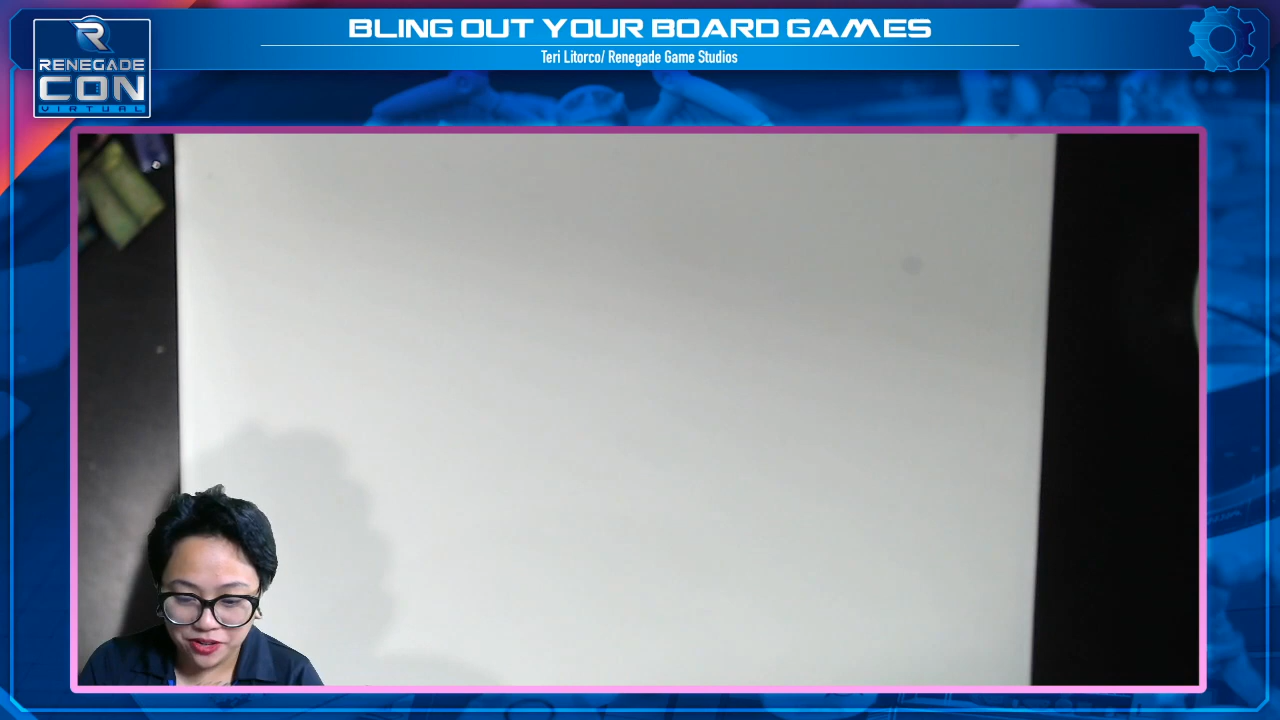 BLING OUT YOUR BOARD GAMES
Teri Litorco/ Renegade Game Studios
R
RENEGADE
CON
VIRTUAL